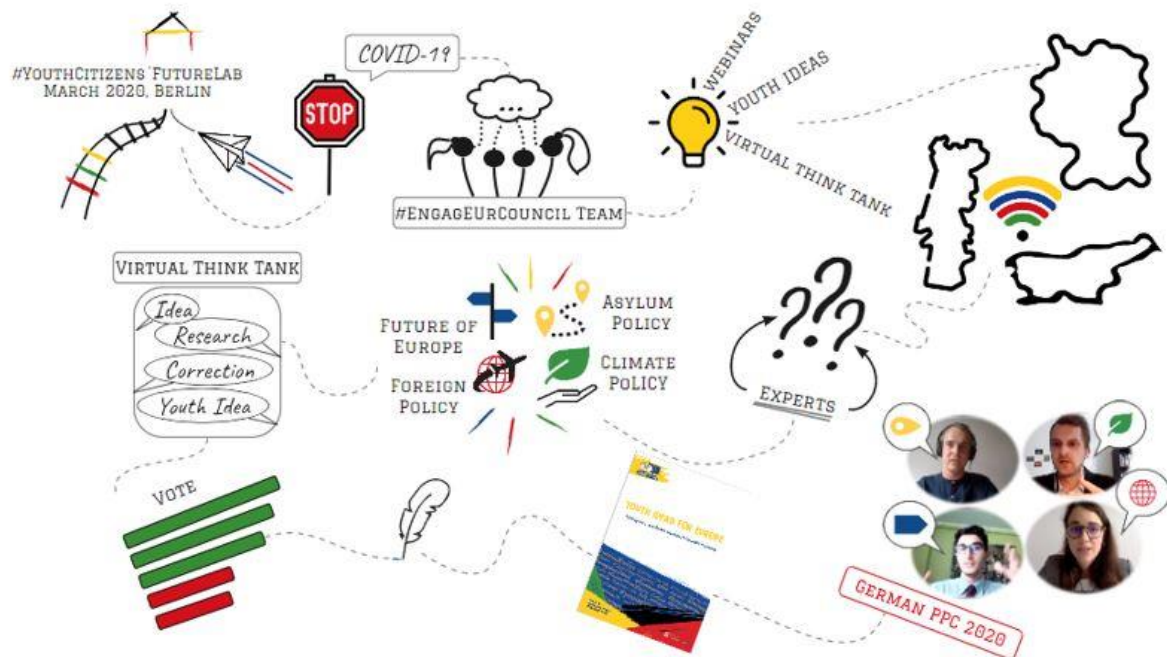 #YouthCitizens'FutureLab
March 2020, Berlin
STOP
COVID-19
...
#EngagEUrCouncil Team
Webinars
Youth Ideas
Virtual Think Tank
Virtual Think Tank
Idea
Research
Correction
Youth Idea
Future of
Europe
Asylum
Policy
Foreign
Policy
Climate
Policy
???
Experts
Vote
YOUTH IDEAS FOR EUROPE
German PPC 2020